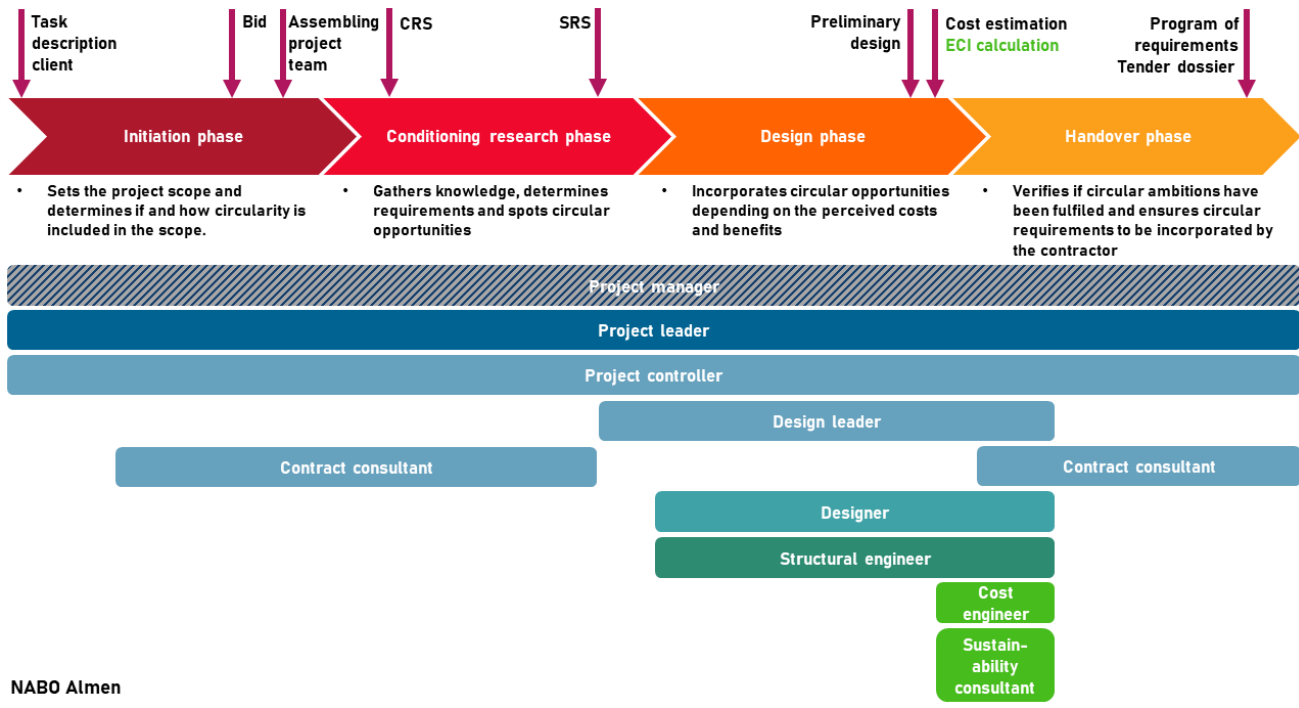 Task
description
client
Bid
Assembling
project
team
CRS
SRS
Preliminary
design
Cost estimation
ECI calculation
Program of
requirements
Tender dossier
Initiation phase
Conditioning research phase
Design phase
Handover phase
• Sets the project scope and
determines if and how circularity is
included in the scope.
• Gathers knowledge, determines
requirements and spots circular
opportunities
• Incorporates circular opportunities
depending on the perceived costs
and benefits
• Verifies if circular ambitions have
been fulfiled and ensures circular
requirements to be incorporated by
the contractor
Project manager
Project leader
Project controller
Design leader
Contract consultant
Contract consultant
Designer
Structural engineer
Cost
engineer
Sustain-
ability
consultant
NABO Almen